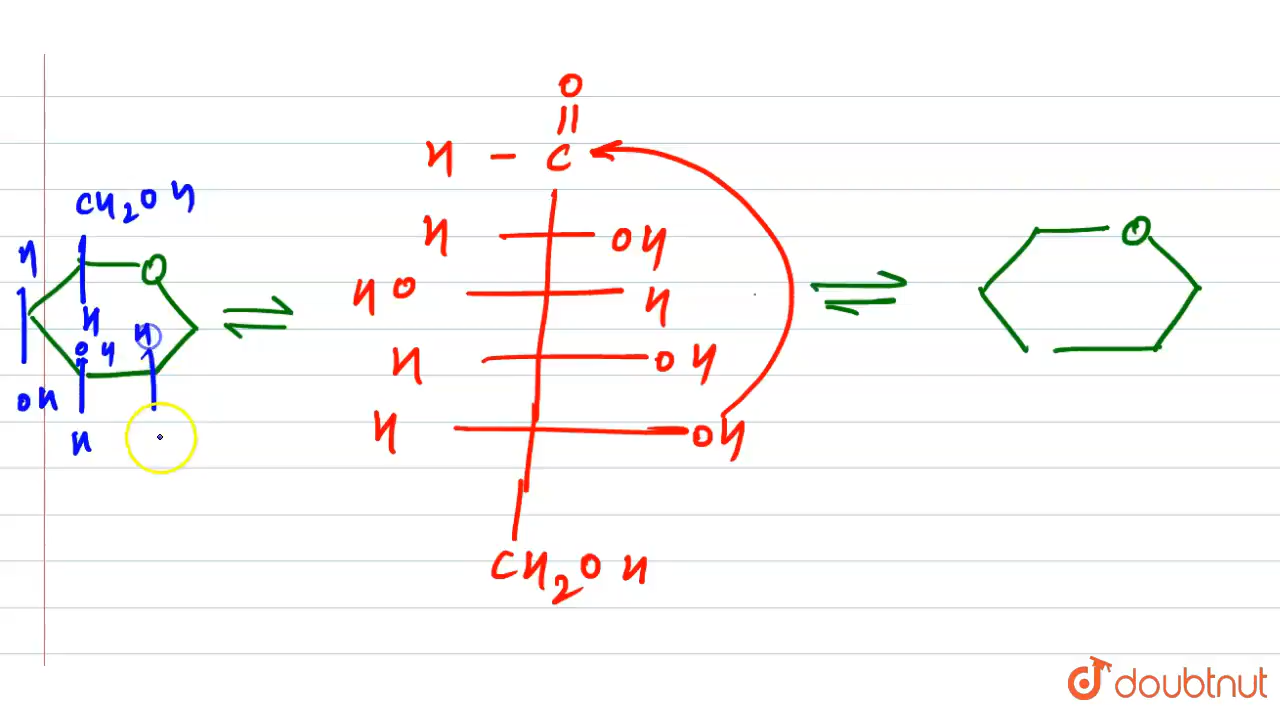 O
H - C
H OH
HO H
H OH
H OH
CH2OH
CH2OH
H O
H
OH H
OH
H
O
doubtnut